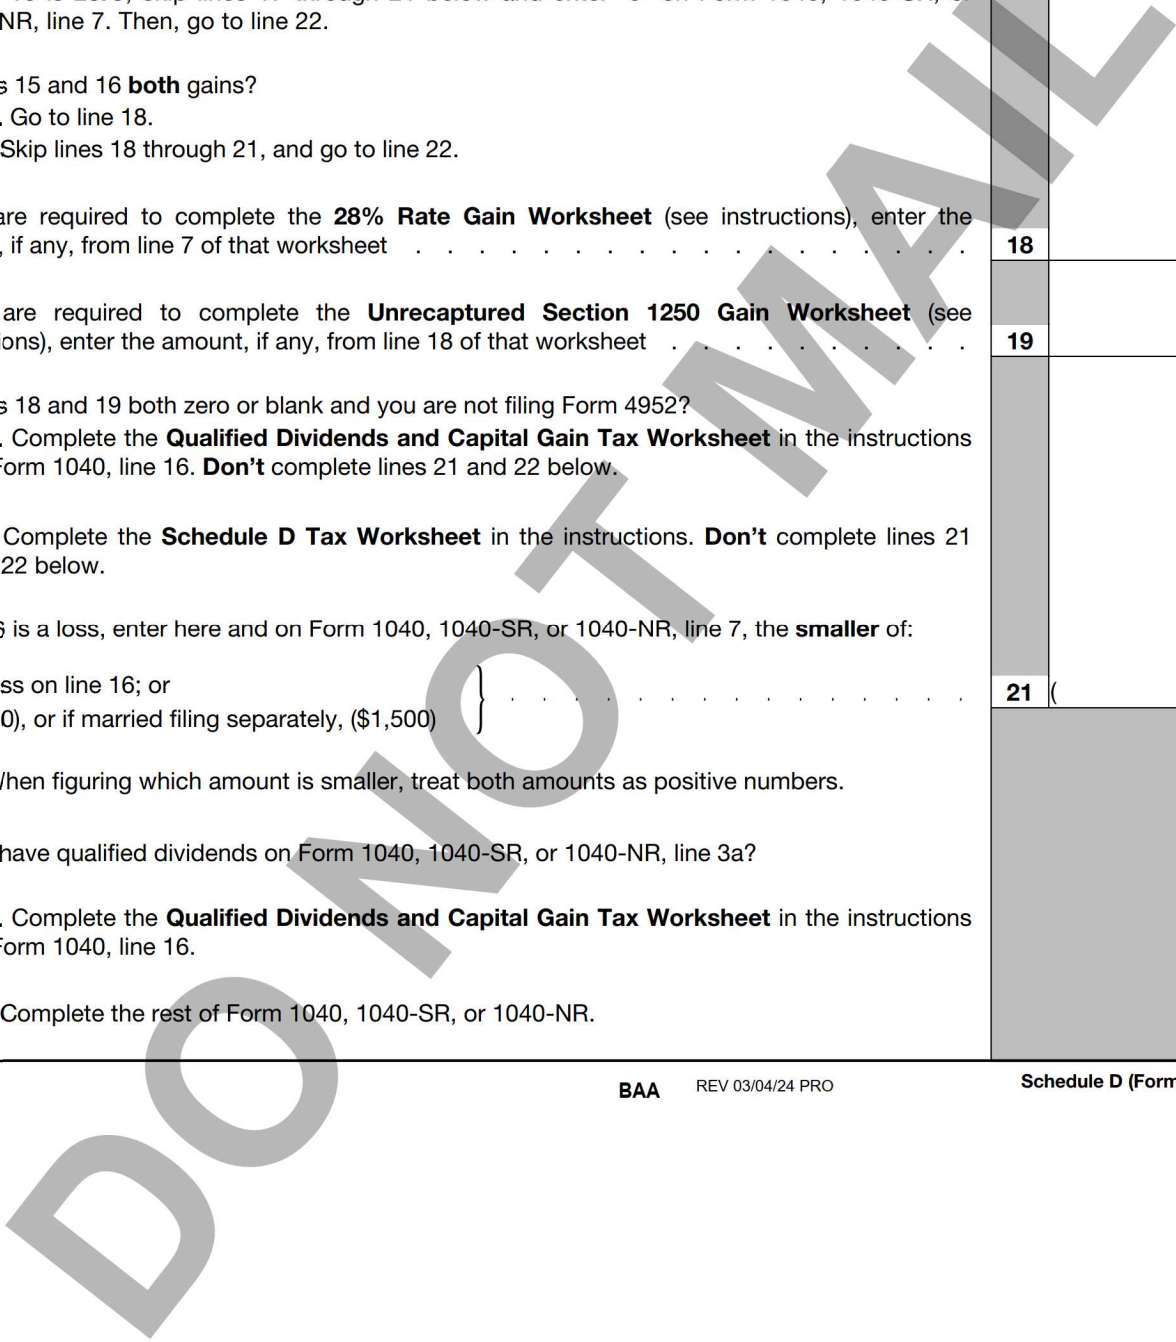 NR, line 7. Then, go to line 22.
s 15 and 16 both gains?
. Go to line 18.
Skip lines 18 through 21, and go to line 22.
are required to complete the 28% Rate Gain Worksheet (see instructions), enter the
, if any, from line 7 of that worksheet . . . . . . . . . . . . . . . . . . 18
are required to complete the Unrecaptured Section 1250 Gain Worksheet (see
ions), enter the amount, if any, from line 18 of that worksheet . . . . . . . . . . 19
s 18 and 19 both zero or blank and you are not filing Form 4952?
. Complete the Qualified Dividends and Capital Gain Tax Worksheet in the instructions
Form 1040, line 16. Don't complete lines 21 and 22 below.
Complete the Schedule D Tax Worksheet in the instructions. Don't complete lines 21
22 below.
is a loss, enter here and on Form 1040, 1040-SR, or 1040-NR, line 7, the smaller of:
ss on line 16; or
. . . . . . . . . . . . . . . 21 (
0), or if married filing separately, ($1,500)
When figuring which amount is smaller, treat both amounts as positive numbers.
have qualified dividends on Form 1040, 1040-SR, or 1040-NR, line 3a?
. Complete the Qualified Dividends and Capital Gain Tax Worksheet in the instructions
Form 1040, line 16.
Complete the rest of Form 1040, 1040-SR, or 1040-NR.
BAA REV 03/04/24 PRO Schedule D (Form
DO NOT MAIL